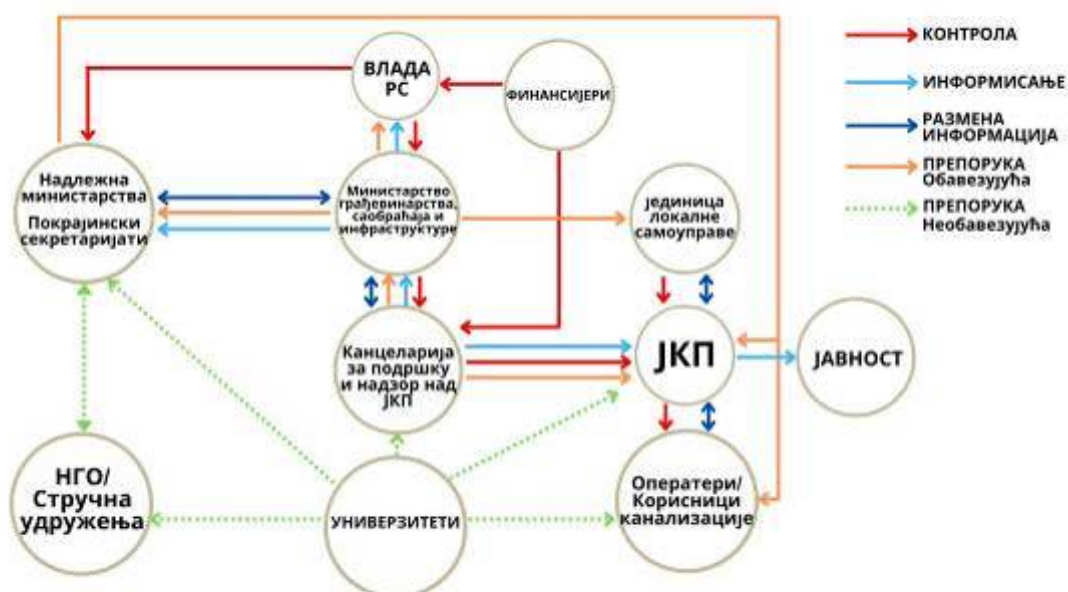 ВЛАДА
РС
ФИНАНСИЈЕРИ
КОНТРОЛА
ИНФОРМИСАЊЕ
РАЗМЕНА
ИНФОРМАЦИЈА
ПРЕПОРУКА
Обавезујућа
ПРЕПОРУКА
Необавезујућа
Надлежна
министарства
Покрајински
секретаријати
Министарство
грађевинарства,
саобраћаја и
инфраструктуре
јединица
локалне
самоуправе
Канцеларија
за подршку
и надзор над
ЈКП
ЈКП
ЈАВНОСТ
НГО/
Стручна
удружења
УНИВЕРЗИТЕТИ
Оператери/
Корисници
канализације